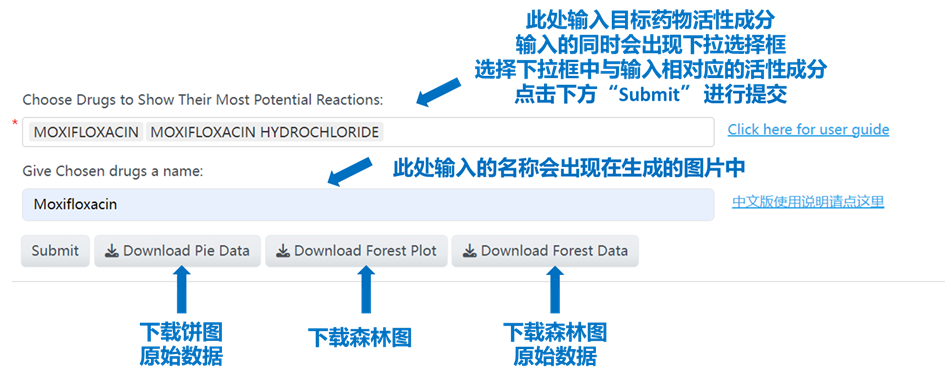 此处输入目标药物活性成分
输入的同时会出现下拉选择框
选择下拉框中与输入相对应的活性成分
点击下方“Submit”进行提交
Choose Drugs to Show Their Most Potential Reactions:
* MOXIFLOXACIN MOXIFLOXACIN HYDROCHLORIDE
Click here for user guide
Give Chosen drugs a name:
此处输入的名称会出现在生成的图片中
Moxifloxacin
中文版使用说明请点这里
Submit Download Pie Data Download Forest Plot Download Forest Data
下载饼图
原始数据
下载森林图
下载森林图
原始数据